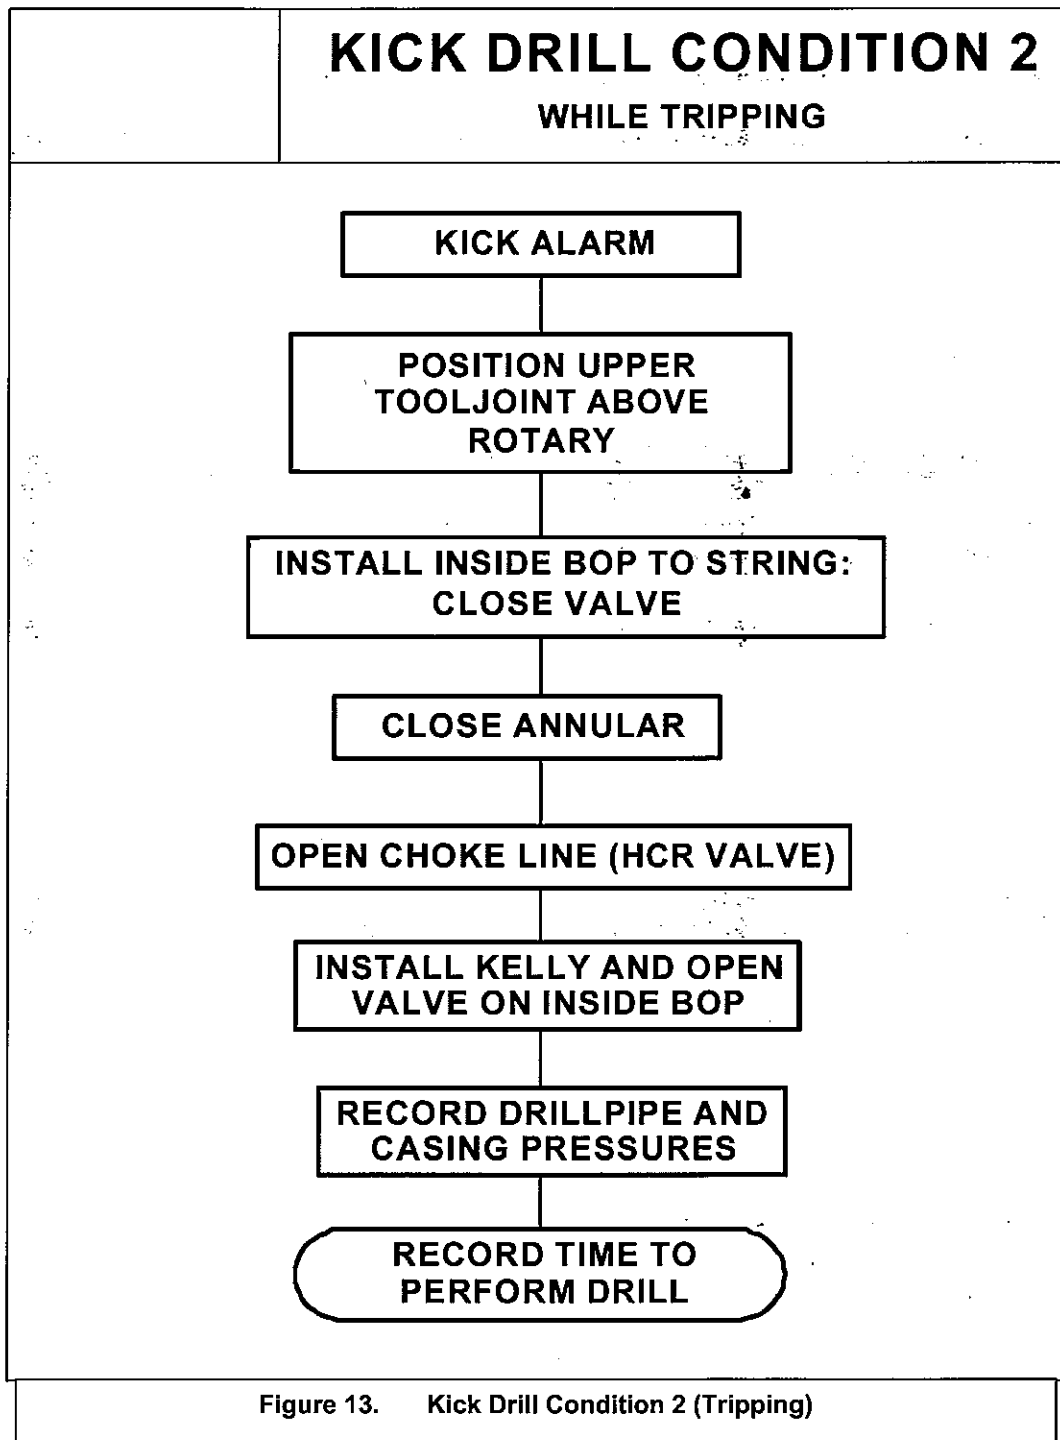 KICK DRILL CONDITION 2
WHILE TRIPPING
KICK ALARM
POSITION UPPER
TOOLJOINT ABOVE
ROTARY
INSTALL INSIDE BOP TO STRING:
CLOSE VALVE
CLOSE ANNULAR
OPEN CHOKE LINE (HCR VALVE)
INSTALL KELLY AND OPEN
VALVE ON INSIDE BOP
RECORD DRILLPIPE AND
CASING PRESSURES
RECORD TIME TO
PERFORM DRILL
Figure 13. Kick Drill Condition 2 (Tripping)